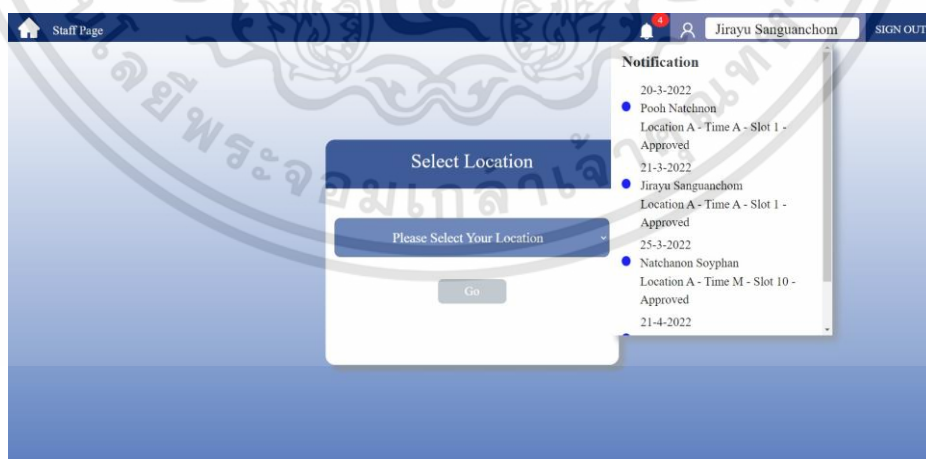 Staff Page
4
Jirayu Sanguanchom
SIGN OUT
Notification
20-3-2022
Pooh Natchnon
Location A - Time A - Slot 1 -
Approved
21-3-2022
Jirayu Sanguanchom
Location A - Time A - Slot 1 -
Approved
25-3-2022
Natchanon Soyphan
Location A - Time M - Slot 10 -
Approved
21-4-2022
Select Location
Please Select Your Location
Go